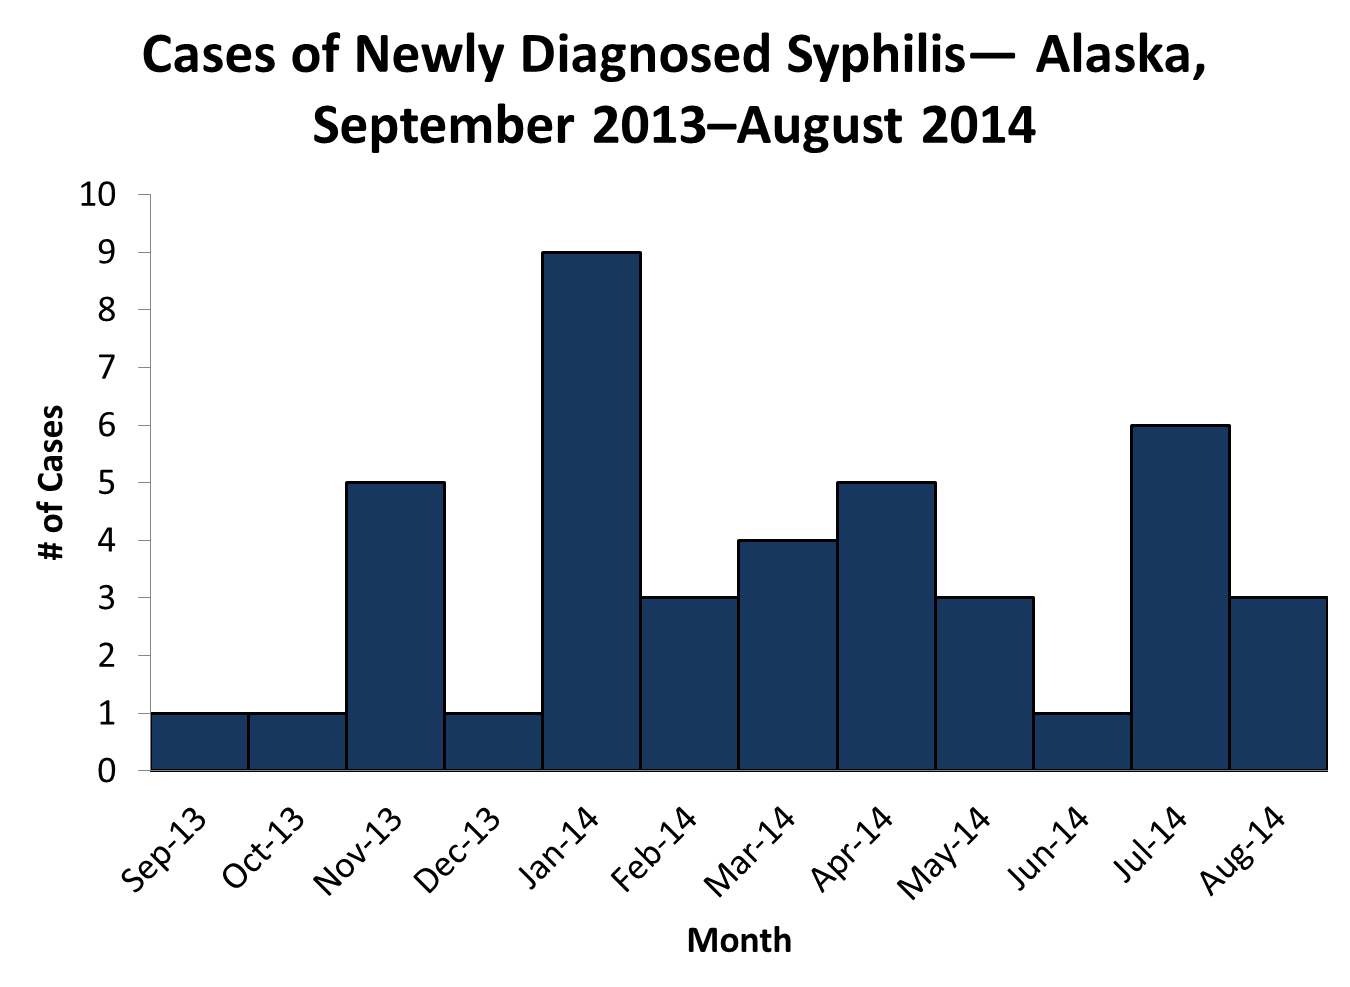 Cases of Newly Diagnosed Syphilis— Alaska,
September 2013–August 2014
10
9
8
7
6
5
4
3
2
1
0
# of Cases
Sep-13
Oct-13
Nov-13
Dec-13
Jan-14
Feb-14
Mar-14
Apr-14
May-14
Jun-14
Jul-14
Aug-14
Month